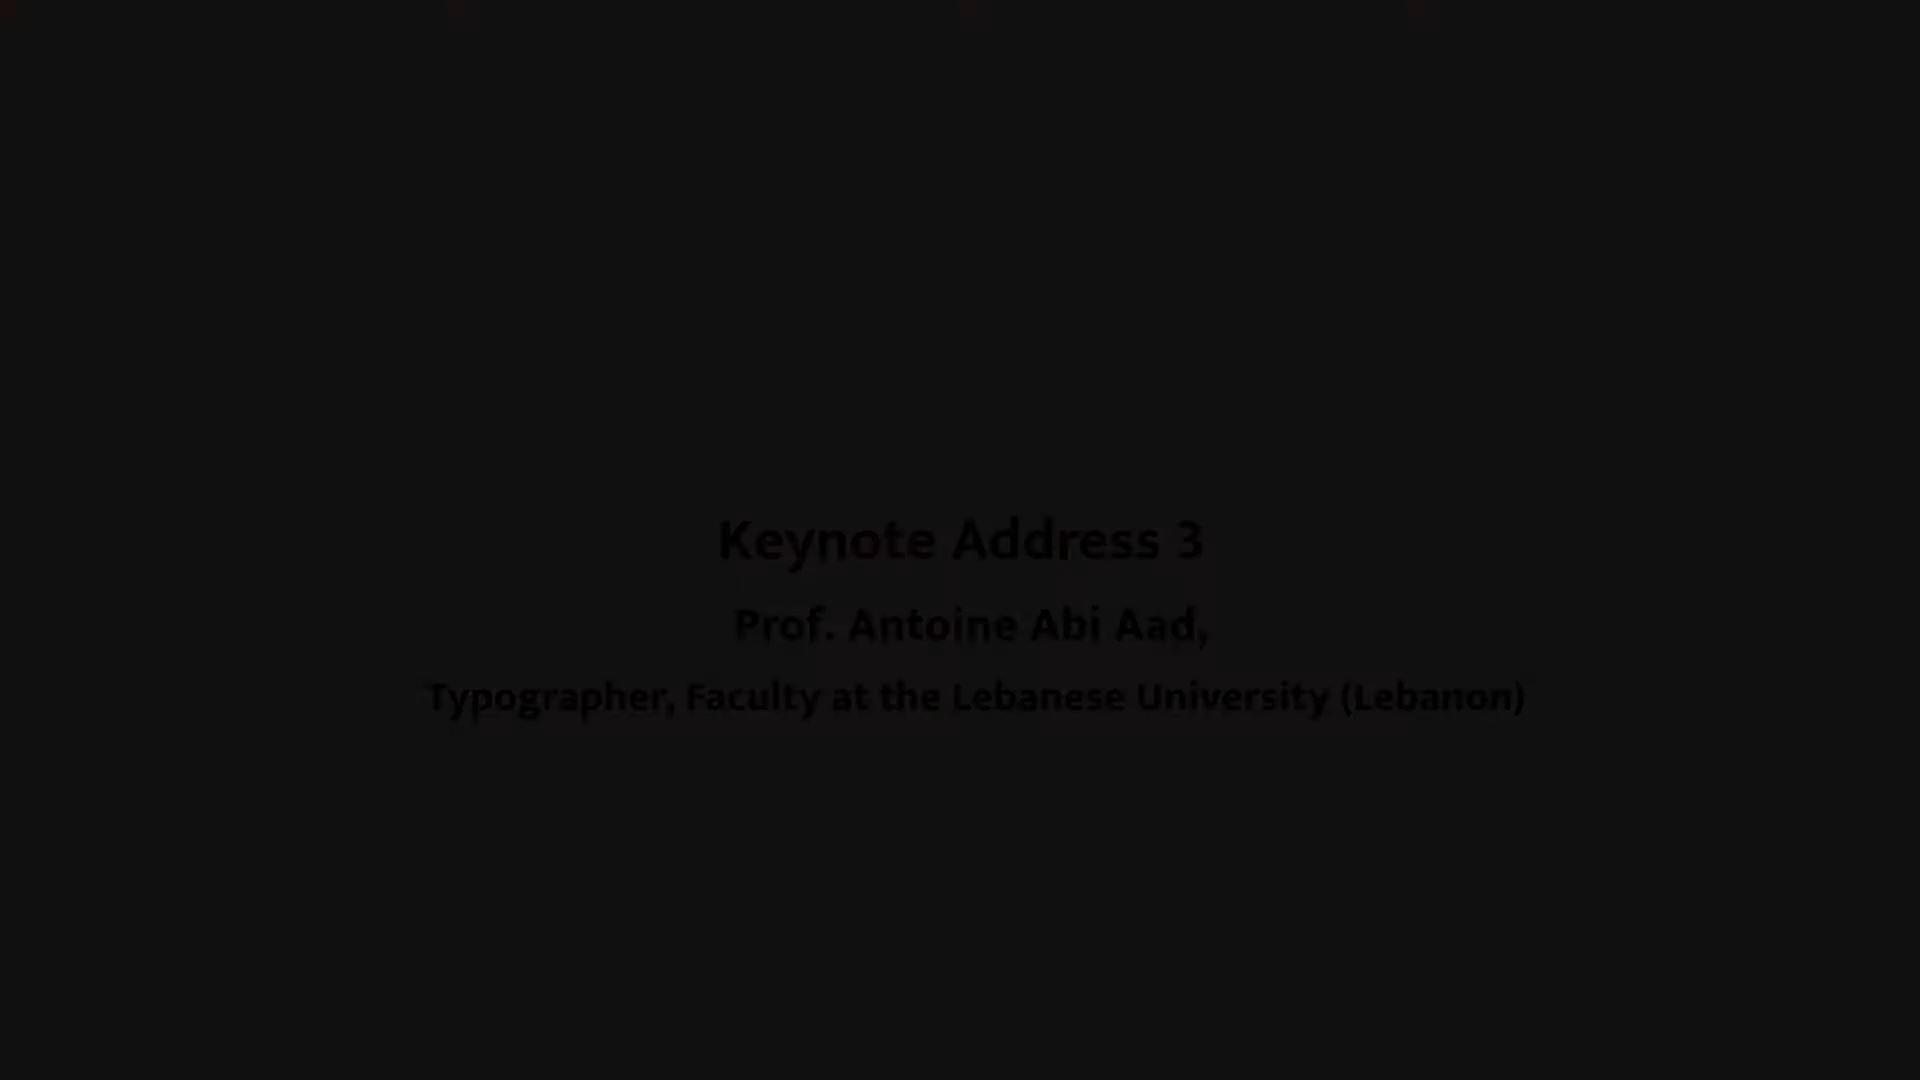 Keynote Address 3
Prof. Antoine Abi Aad,
Typographer, Faculty at the Lebanese University (Lebanon)